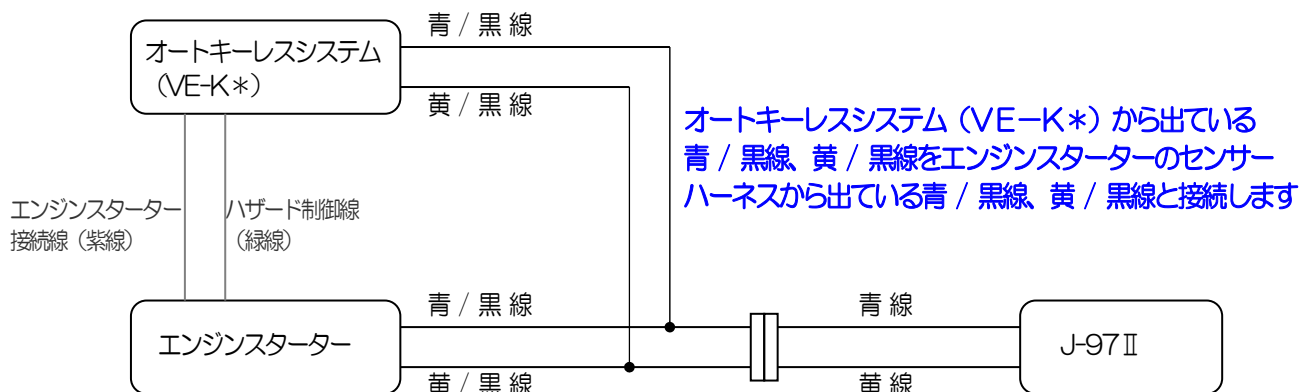 青 / 黒 線
オートキーレスシステム
（VE-K＊）
黄 / 黒 線
オートキーレスシステム（VE－K＊）から出ている
青 / 黒線、黄 / 黒線をエンジンスターターのセンサー
ハーネスから出ている青 / 黒線、黄 / 黒線と接続します
エンジンスターター
接続線（紫線）
ハザード制御線
（緑線）
青 / 黒 線
青 線
エンジンスターター
J-97Ⅱ
黄 / 黒 線
黄 線